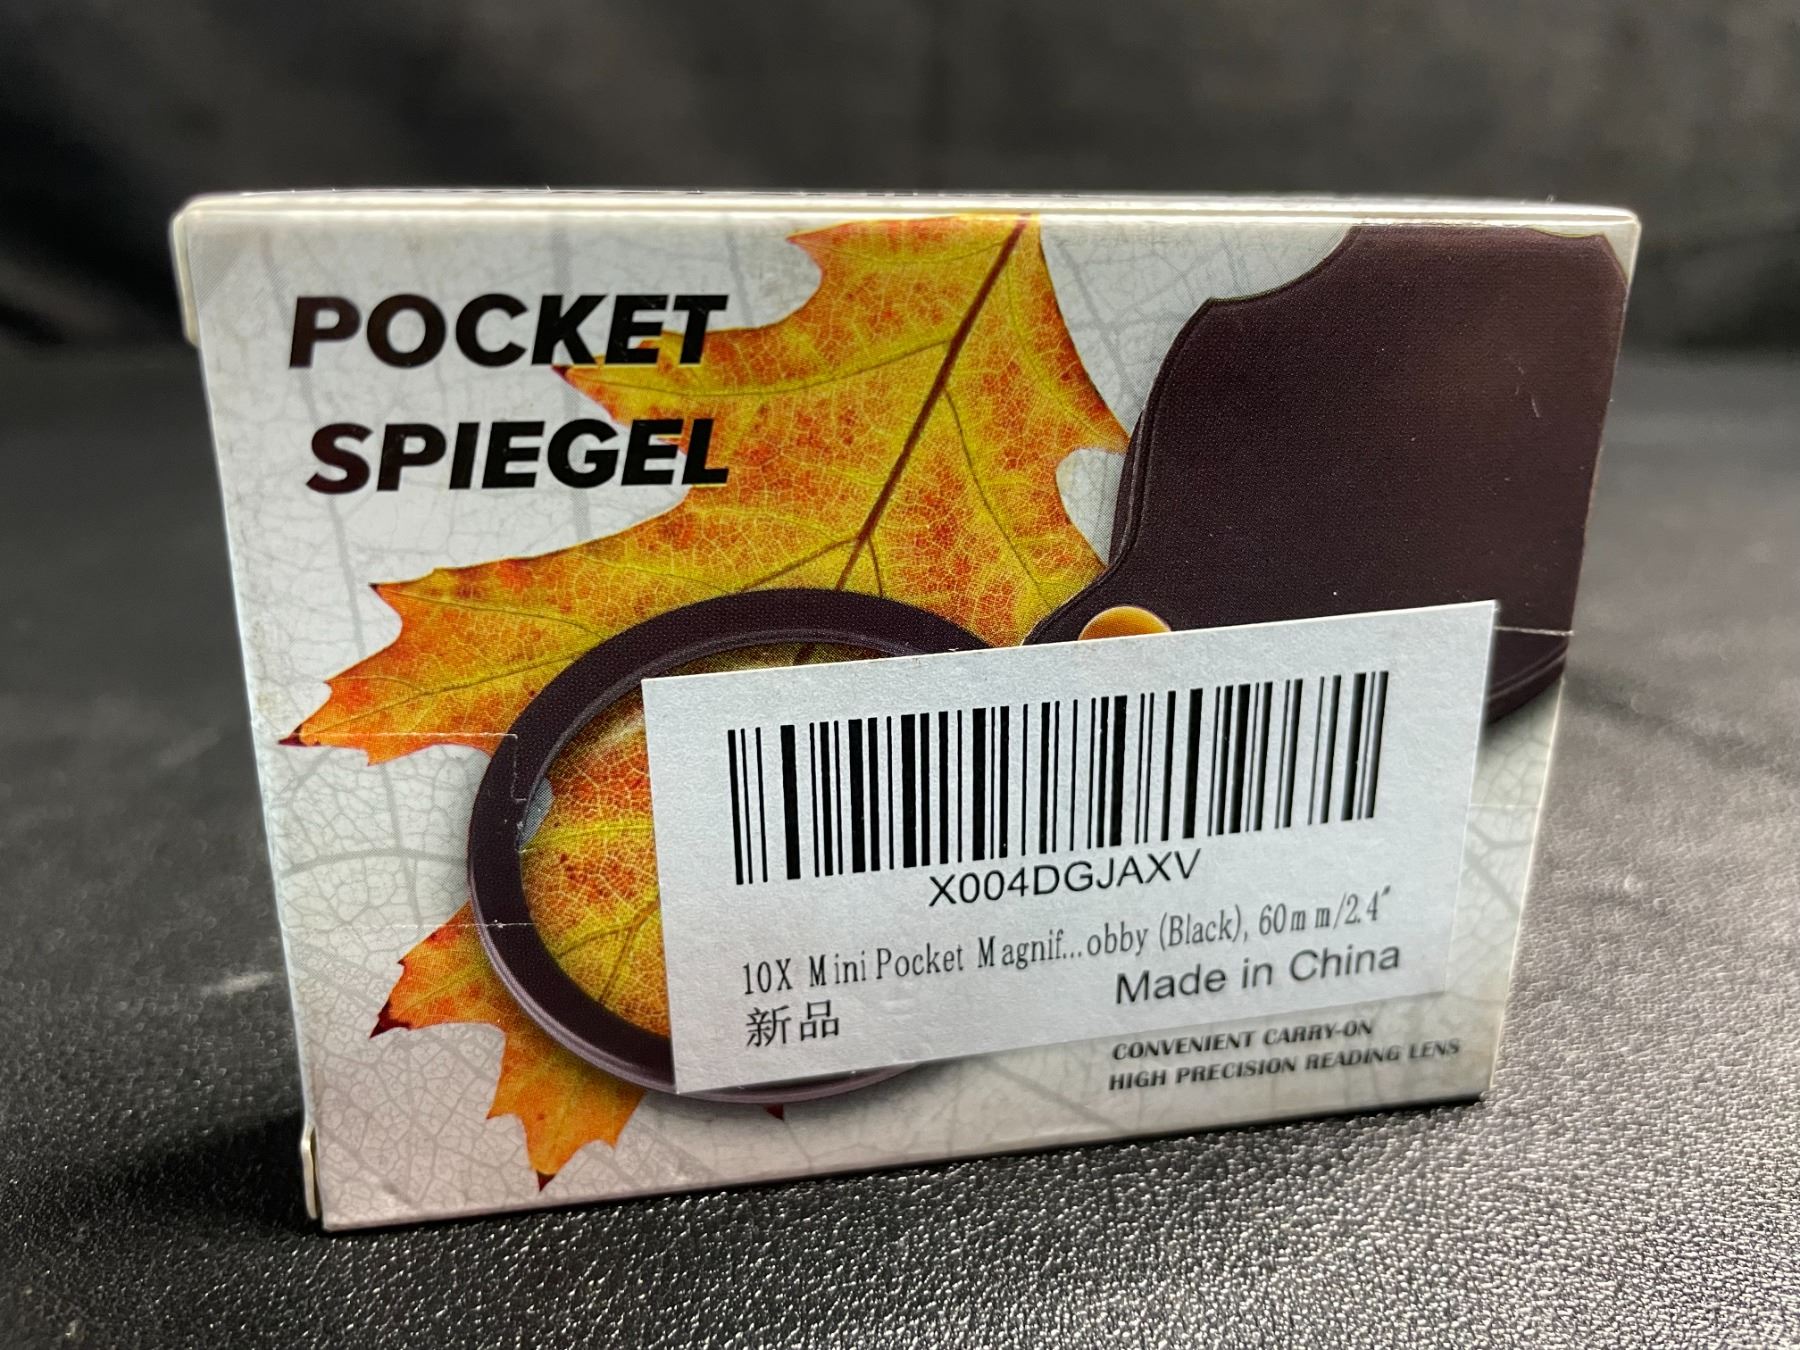 POCKET
SPIEGEL
X004DGJAXV
10X Mini Pocket Magnif...obby (Black), 60mm/2.4"
新品
Made in China
CONVENIENT CARRY-ON
HIGH PRECISION READING LENS